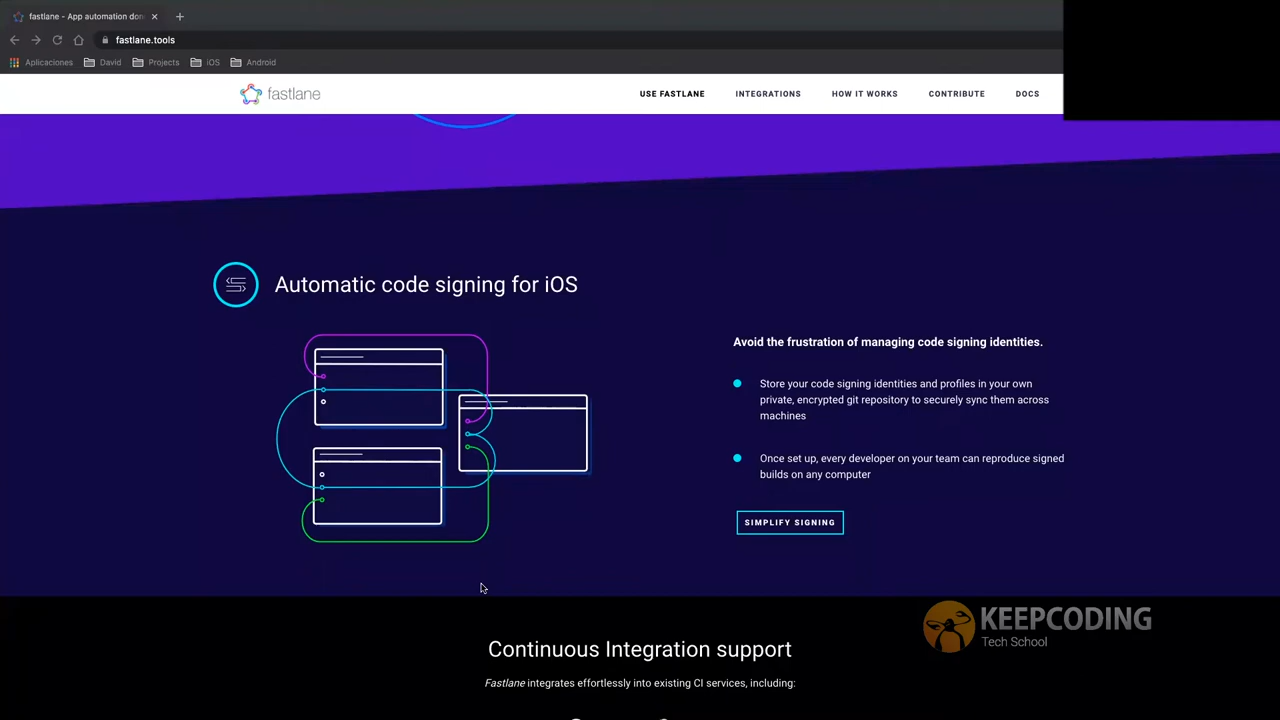 fastlane - App automation don
fastlane.tools
Aplicaciones David Projects iOS Android
fastlane USE FASTLANE INTEGRATIONS HOW IT WORKS CONTRIBUTE DOCS
Automatic code signing for iOS
Avoid the frustration of managing code signing identities.
Store your code signing identities and profiles in your own
private, encrypted git repository to securely sync them across
machines
Once set up, every developer on your team can reproduce signed
builds on any computer
SIMPLIFY SIGNING
KEEPCODING
Tech School
Continuous Integration support
Fastlane integrates effortlessly into existing CI services, including: